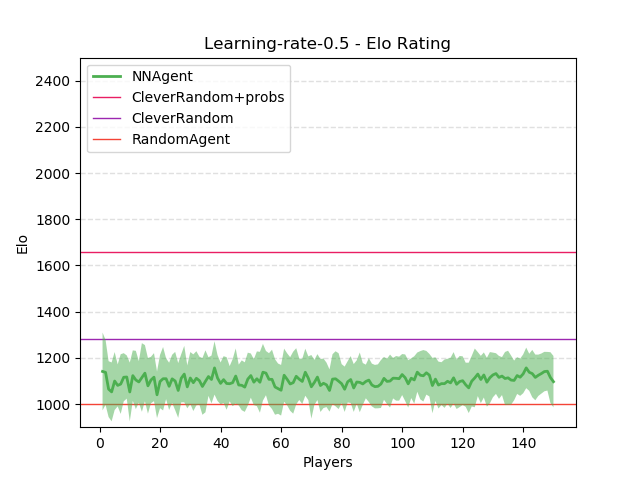 Learning-rate-0.5 - Elo Rating
NNAgent
CleverRandom+probs
CleverRandom
RandomAgent
2400
2200
2000
1800
1600
1400
1200
1000
Elo
0 20 40 60 80 100 120 140
Players